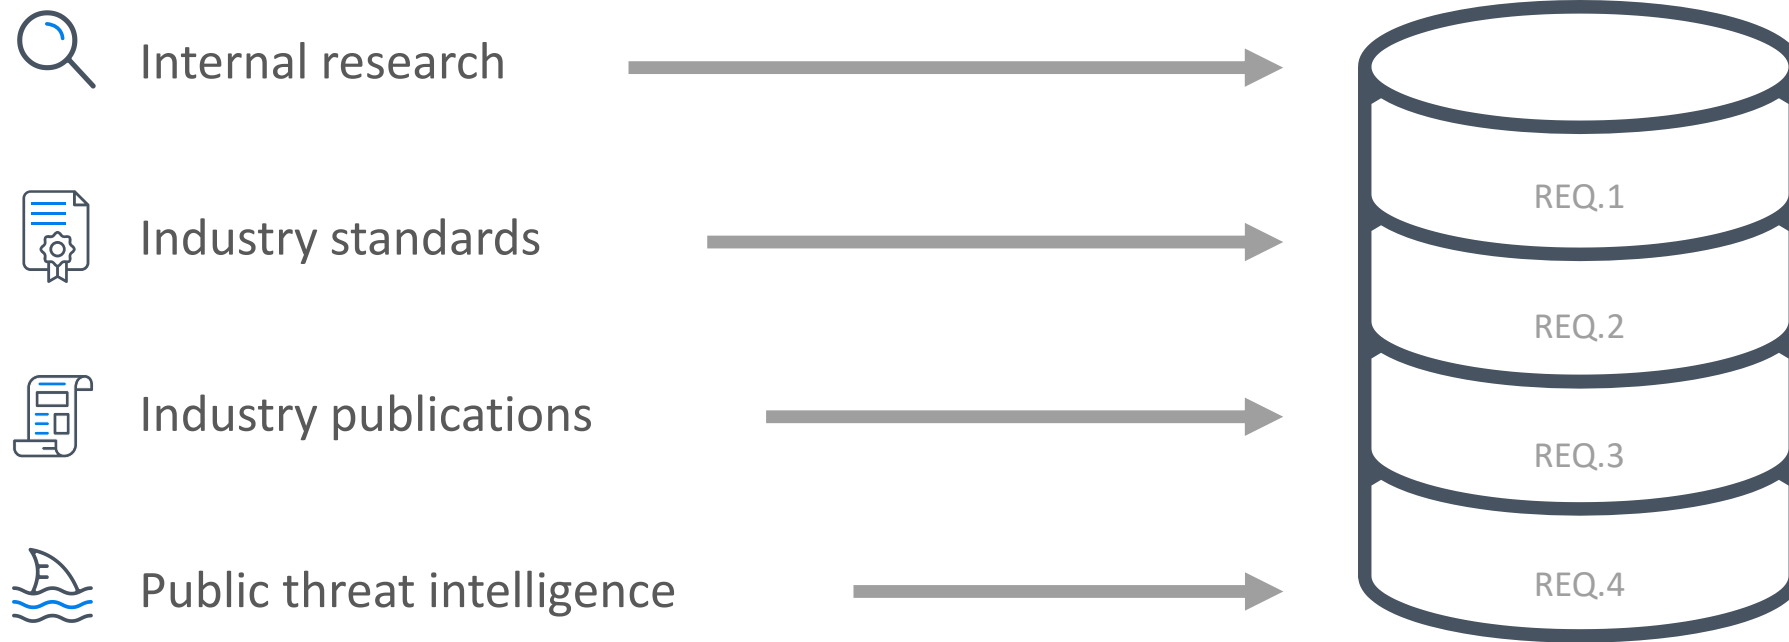 Internal research
REQ.1
Industry standards
REQ.2
Industry publications
REQ.3
Public threat intelligence
REQ.4